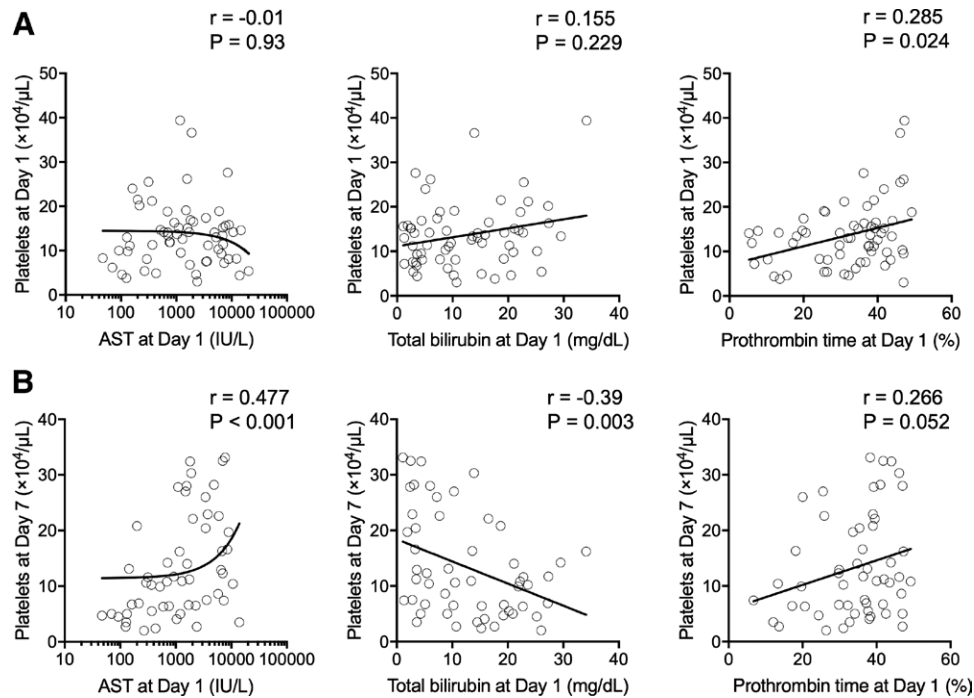 A
r = -0.01
P = 0.93
r = 0.155
P = 0.229
r = 0.285
P = 0.024
Platelets at Day 1 (×10⁴/µL)
50
40
30
20
10
0
10 100 1000 10000 100000
AST at Day 1 (IU/L)
Platelets at Day 1 (×10⁴/µL)
50
40
30
20
10
0
0 10 20 30 40
Total bilirubin at Day 1 (mg/dL)
Platelets at Day 1 (×10⁴/µL)
50
40
30
20
10
0
0 20 40 60
Prothrombin time at Day 1 (%)
B
r = 0.477
P < 0.001
r = -0.39
P = 0.003
r = 0.266
P = 0.052
Platelets at Day 7 (×10⁴/µL)
40
30
20
10
0
10 100 1000 10000 100000
AST at Day 1 (IU/L)
Platelets at Day 7 (×10⁴/µL)
40
30
20
10
0
0 10 20 30 40
Total bilirubin at Day 1 (mg/dL)
Platelets at Day 7 (×10⁴/µL)
40
30
20
10
0
0 20 40 60
Prothrombin time at Day 1 (%)